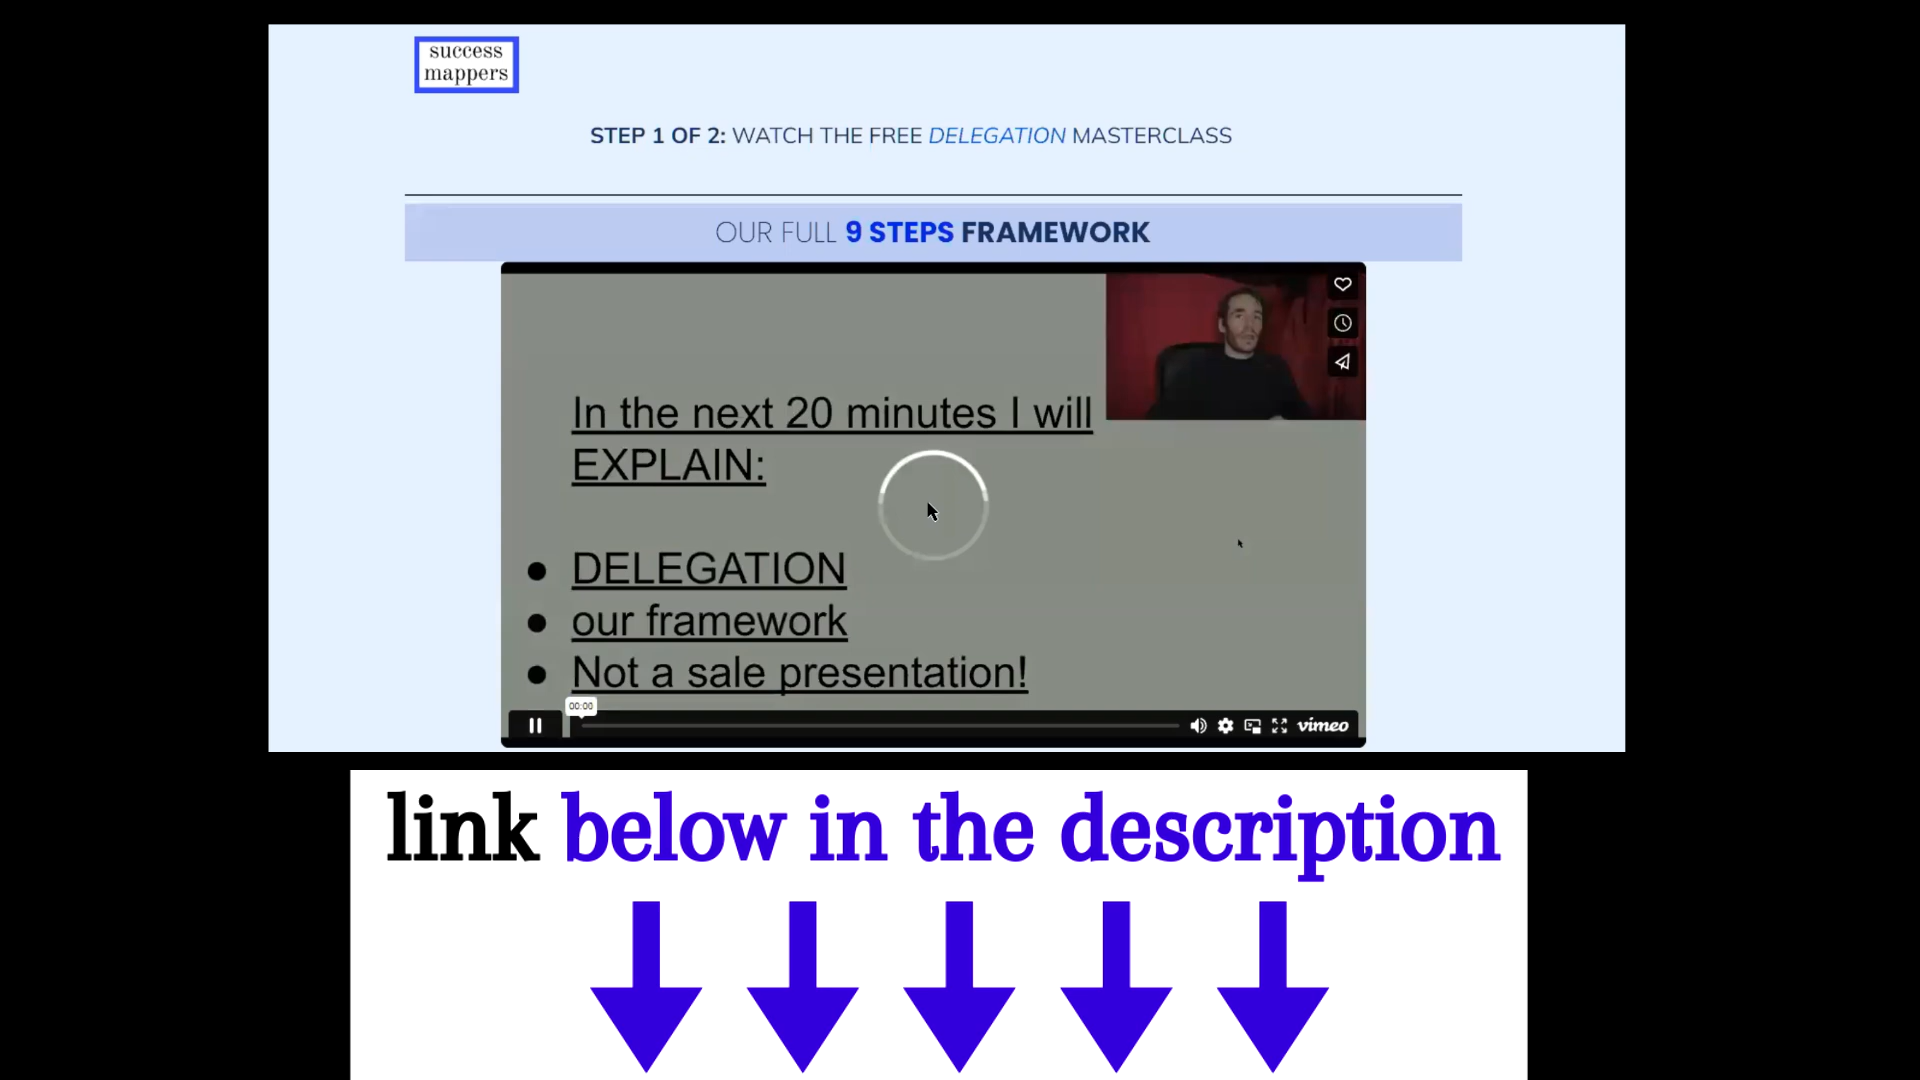 success
mappers
STEP 1 OF 2: WATCH THE FREE DELEGATION MASTERCLASS
OUR FULL 9 STEPS FRAMEWORK
In the next 20 minutes I will
EXPLAIN:
● DELEGATION
● our framework
● Not a sale presentation!
00:00
vimeo
link below in the description